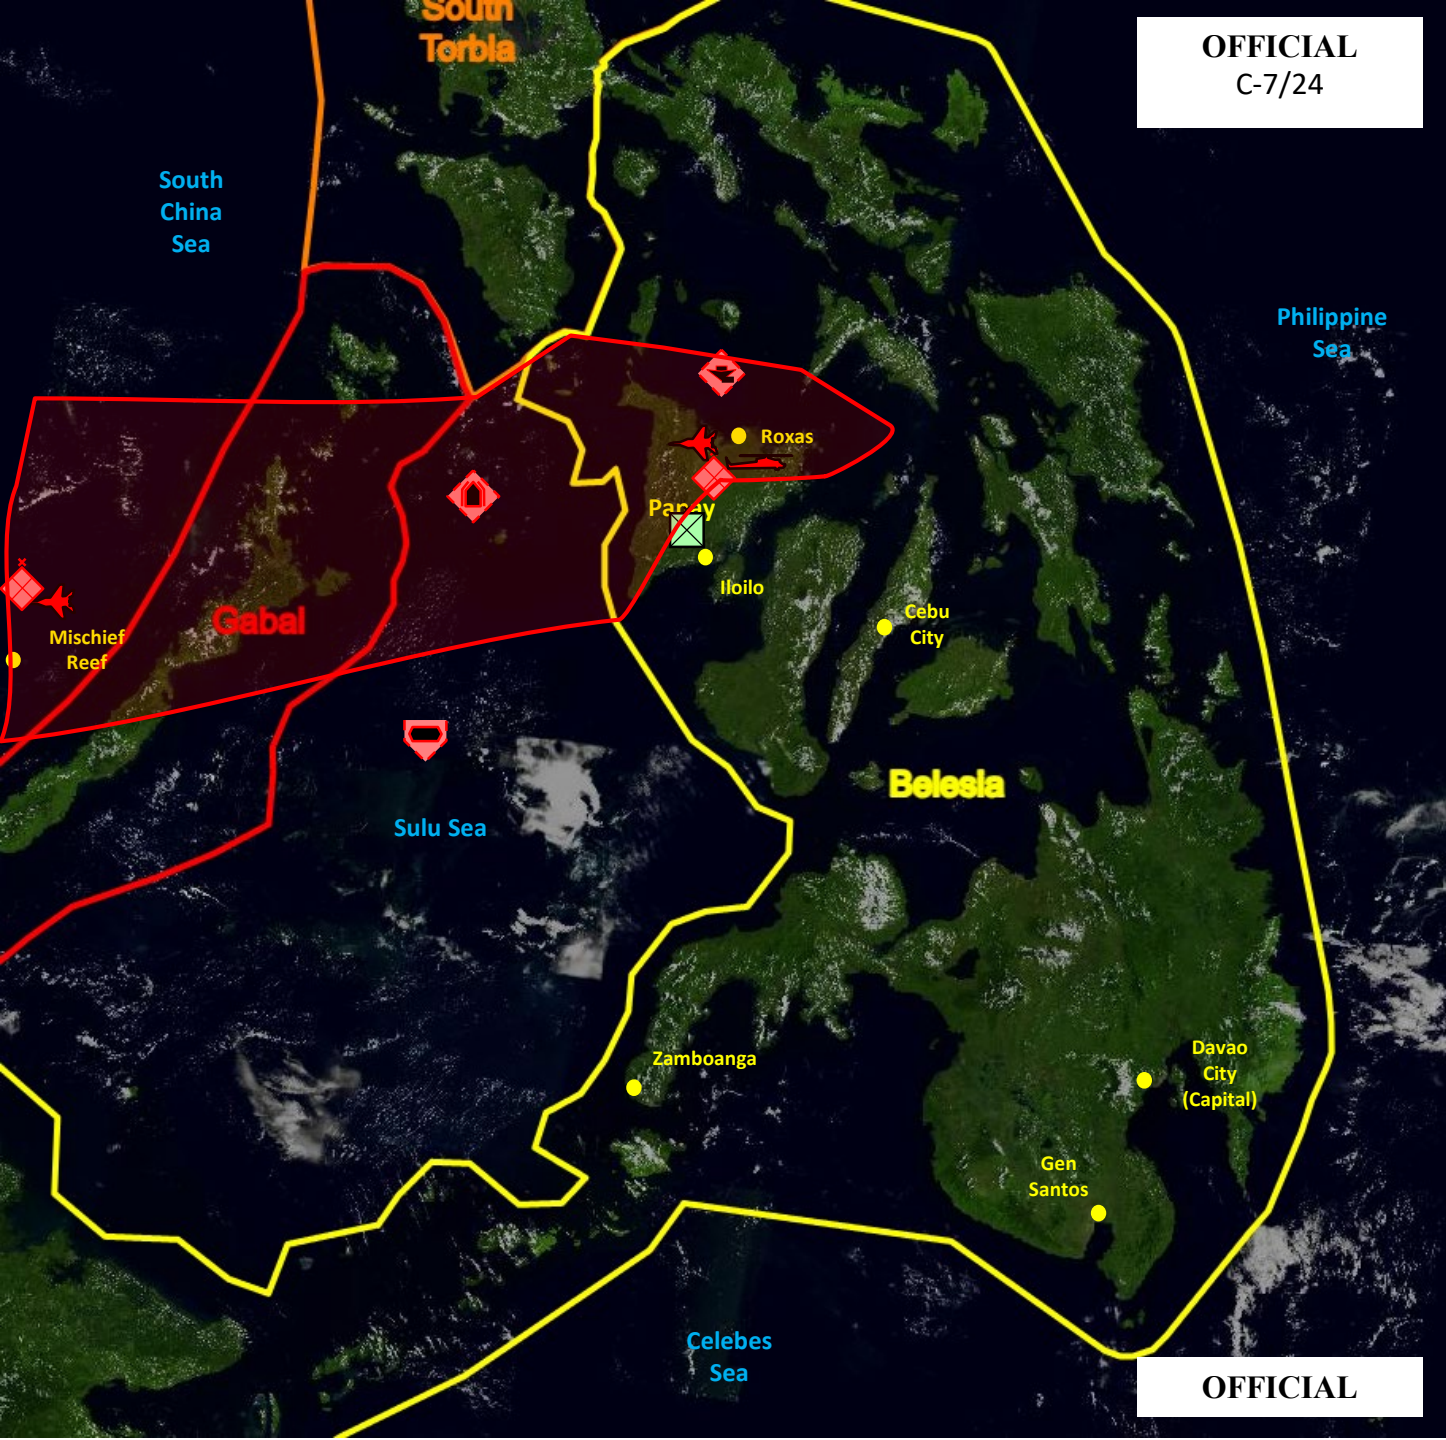 South
Torbia
OFFICIAL
C-7/24
South
China
Sea
Philippine
Sea
Roxas
Panay
Iloilo
Gabal
Mischief
Reef
Cebu
City
Belesia
Sulu Sea
Zamboanga
Davao
City
(Capital)
Gen
Santos
Celebes
Sea
OFFICIAL